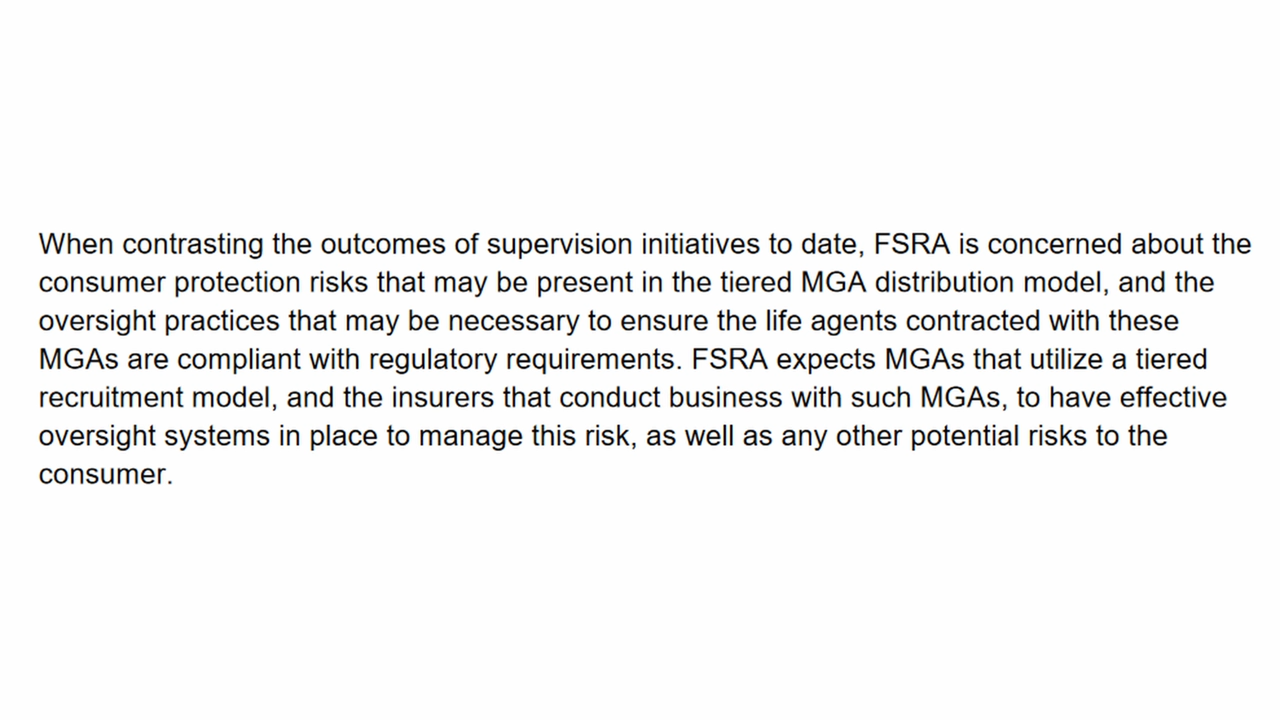 When contrasting the outcomes of supervision initiatives to date, FSRA is concerned about the
consumer protection risks that may be present in the tiered MGA distribution model, and the
oversight practices that may be necessary to ensure the life agents contracted with these
MGAs are compliant with regulatory requirements. FSRA expects MGAs that utilize a tiered
recruitment model, and the insurers that conduct business with such MGAs, to have effective
oversight systems in place to manage this risk, as well as any other potential risks to the
consumer.